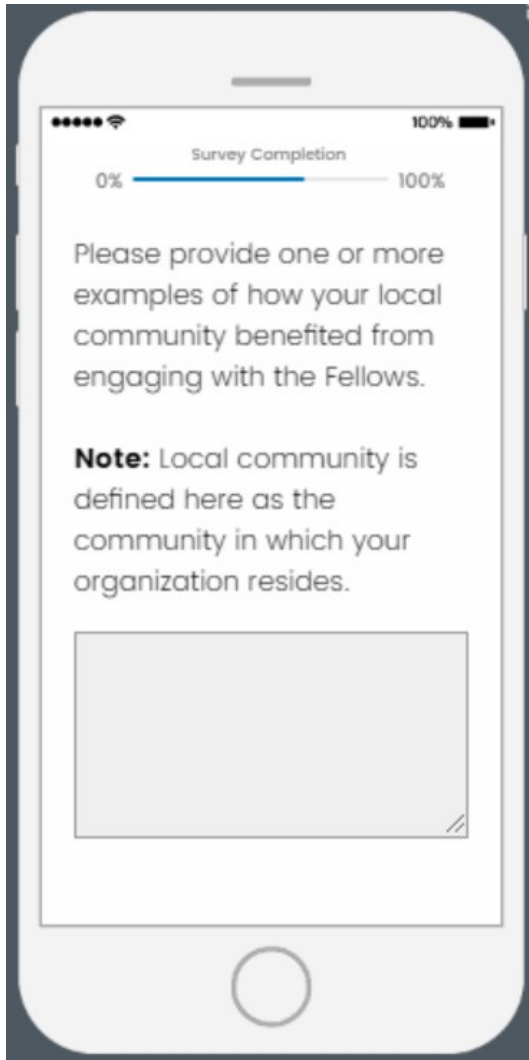 100%
Survey Completion
0% 100%
Please provide one or more
examples of how your local
community benefited from
engaging with the Fellows.
Note: Local community is
defined here as the
community in which your
organization resides.